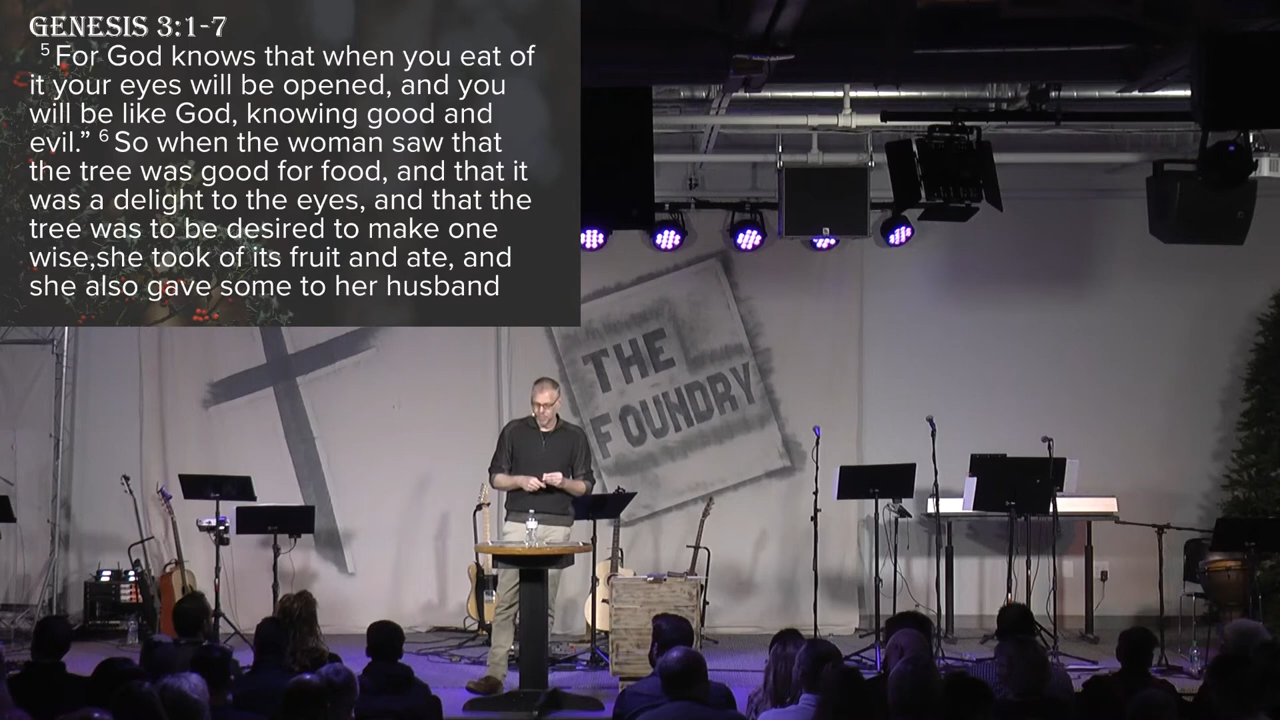 GENESIS 3:1-7
⁵ For God knows that when you eat of
it your eyes will be opened, and you
will be like God, knowing good and
evil.” ⁶ So when the woman saw that
the tree was good for food, and that it
was a delight to the eyes, and that the
tree was to be desired to make one
wise,she took of its fruit and ate, and
she also gave some to her husband
THE
FOUNDRY